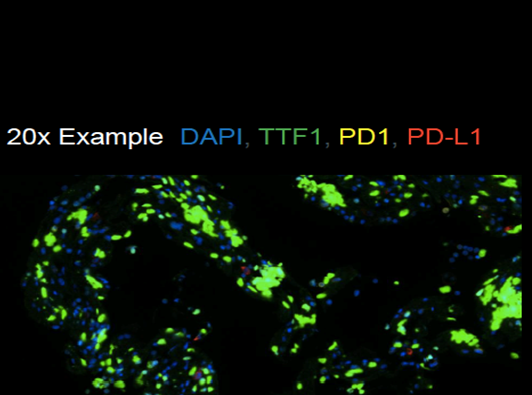 20x Example DAPI, TTF1, PD1, PD-L1